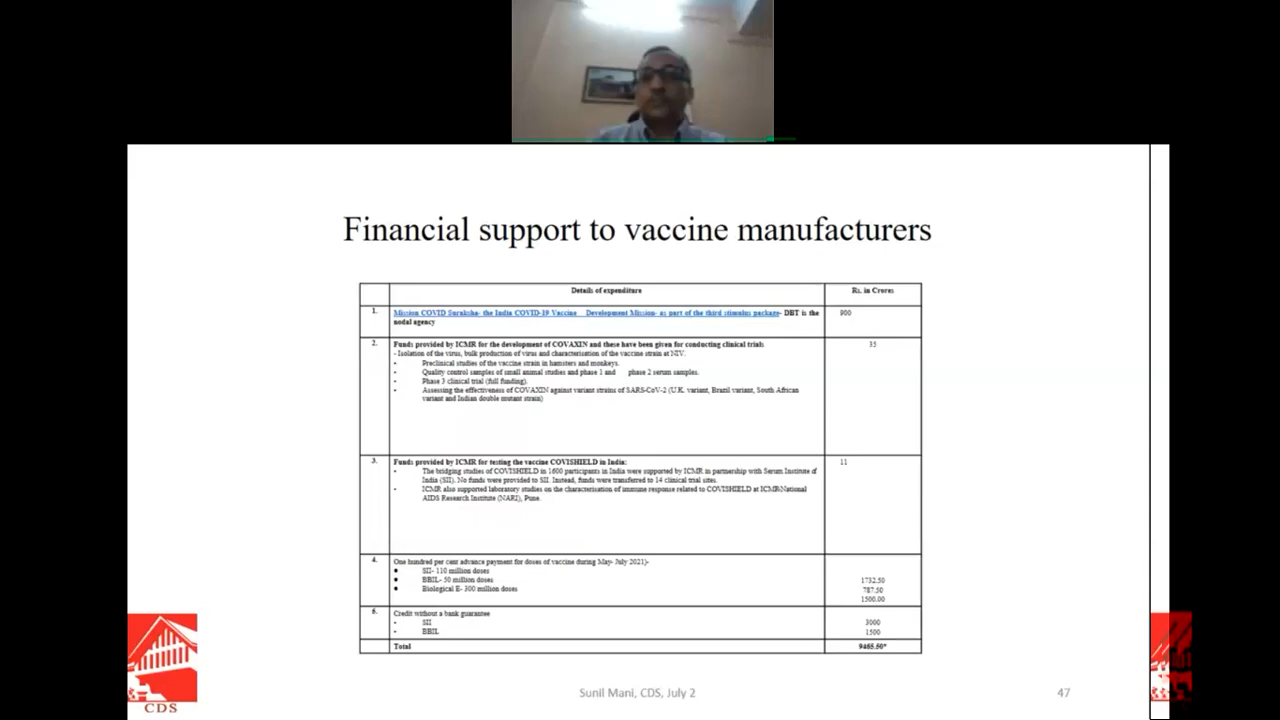 Financial support to vaccine manufacturers
Details of expenditure Rs. in Crores
1. Mission COVID Suraksha- the India COVID-19 Vaccine Development Mission- as part of the third stimulus package- DBT is the 900
nodal agency
2. Funds provided by ICMR for the development of COVAXIN and these have been given for conducting clinical trials 35
- Isolation of the virus, bulk production of virus and characterisation of the vaccine strain at NIV.
- Preclinical studies of the vaccine strain in hamsters and monkeys.
- Quality control samples of small animal studies and phase 1 and phase 2 serum samples.
- Phase 3 clinical trial (full funding).
- Assessing the effectiveness of COVAXIN against variant strains of SARS-CoV-2 (U.K. variant, Brazil variant, South African
variant and Indian double mutant strain)
3. Funds provided by ICMR for testing the vaccine COVISHIELD in India: 11
- The bridging studies of COVISHIELD in 1600 participants in India were supported by ICMR in partnership with Serum Institute of
India (SII). No funds were provided to SII. Instead, funds were transferred to 14 clinical trial sites.
- ICMR also supported laboratory studies on the characterisation of immune response related to COVISHIELD at ICMR-National
AIDS Research Institute (NARI), Pune.
4. One hundred per cent advance payment for doses of vaccine during May- July 2021)-
● SII- 110 million doses
● BBIL- 50 million doses 1732.50
● Biological E- 300 million doses 787.50
1500.00
6. Credit without a bank guarantee
- SII 3000
- BBIL 1500
Total 9465.50*
Sunil Mani, CDS, July 2
47
CDS